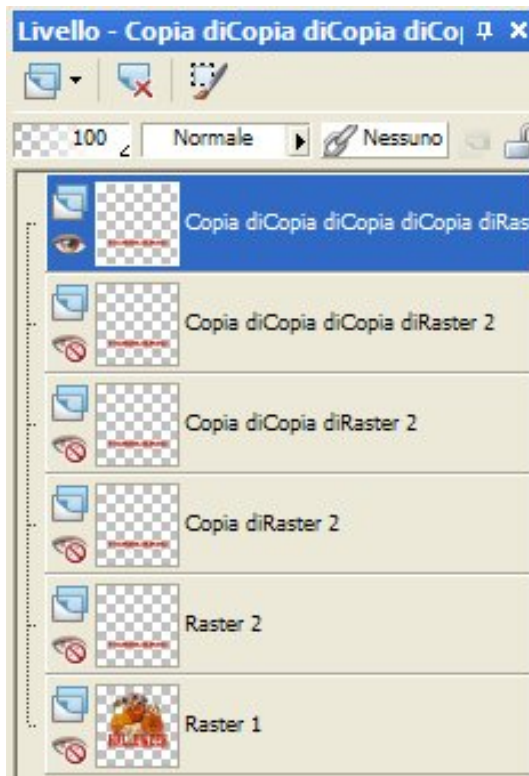 Livello - Copia diCopia diCopia diCo
100 Normale Nessuno
Copia diCopia diCopia diCopia diRas
Copia diCopia diCopia diRaster 2
Copia diCopia diRaster 2
Copia diRaster 2
Raster 2
Raster 1